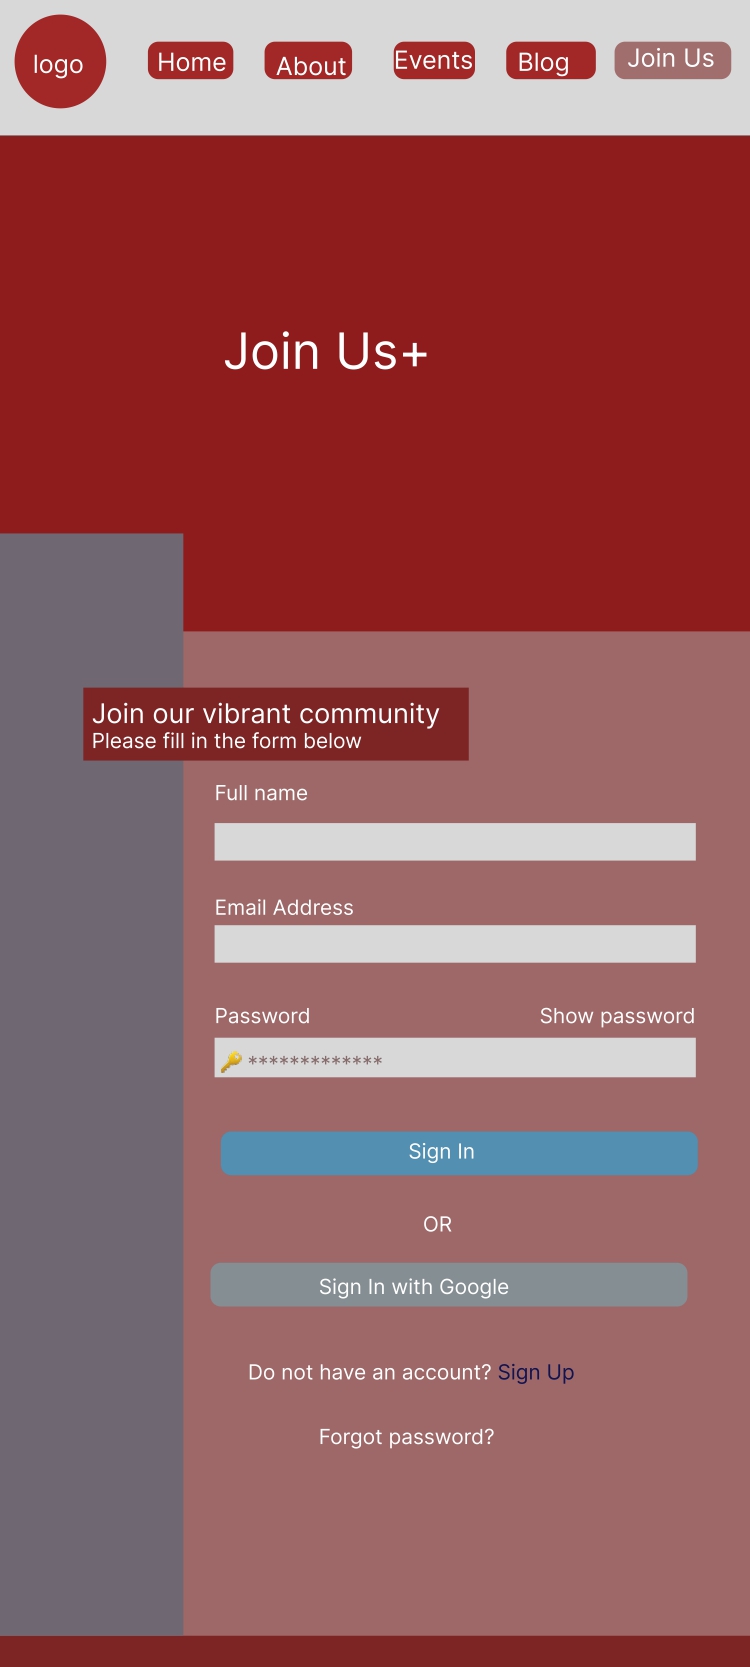 logo
Home
About
Events
Blog
Join Us
Join Us+
Join our vibrant community
Please fill in the form below
Full name
Email Address
Password Show password
🔑 *************
Sign In
OR
Sign In with Google
Do not have an account? Sign Up
Forgot password?